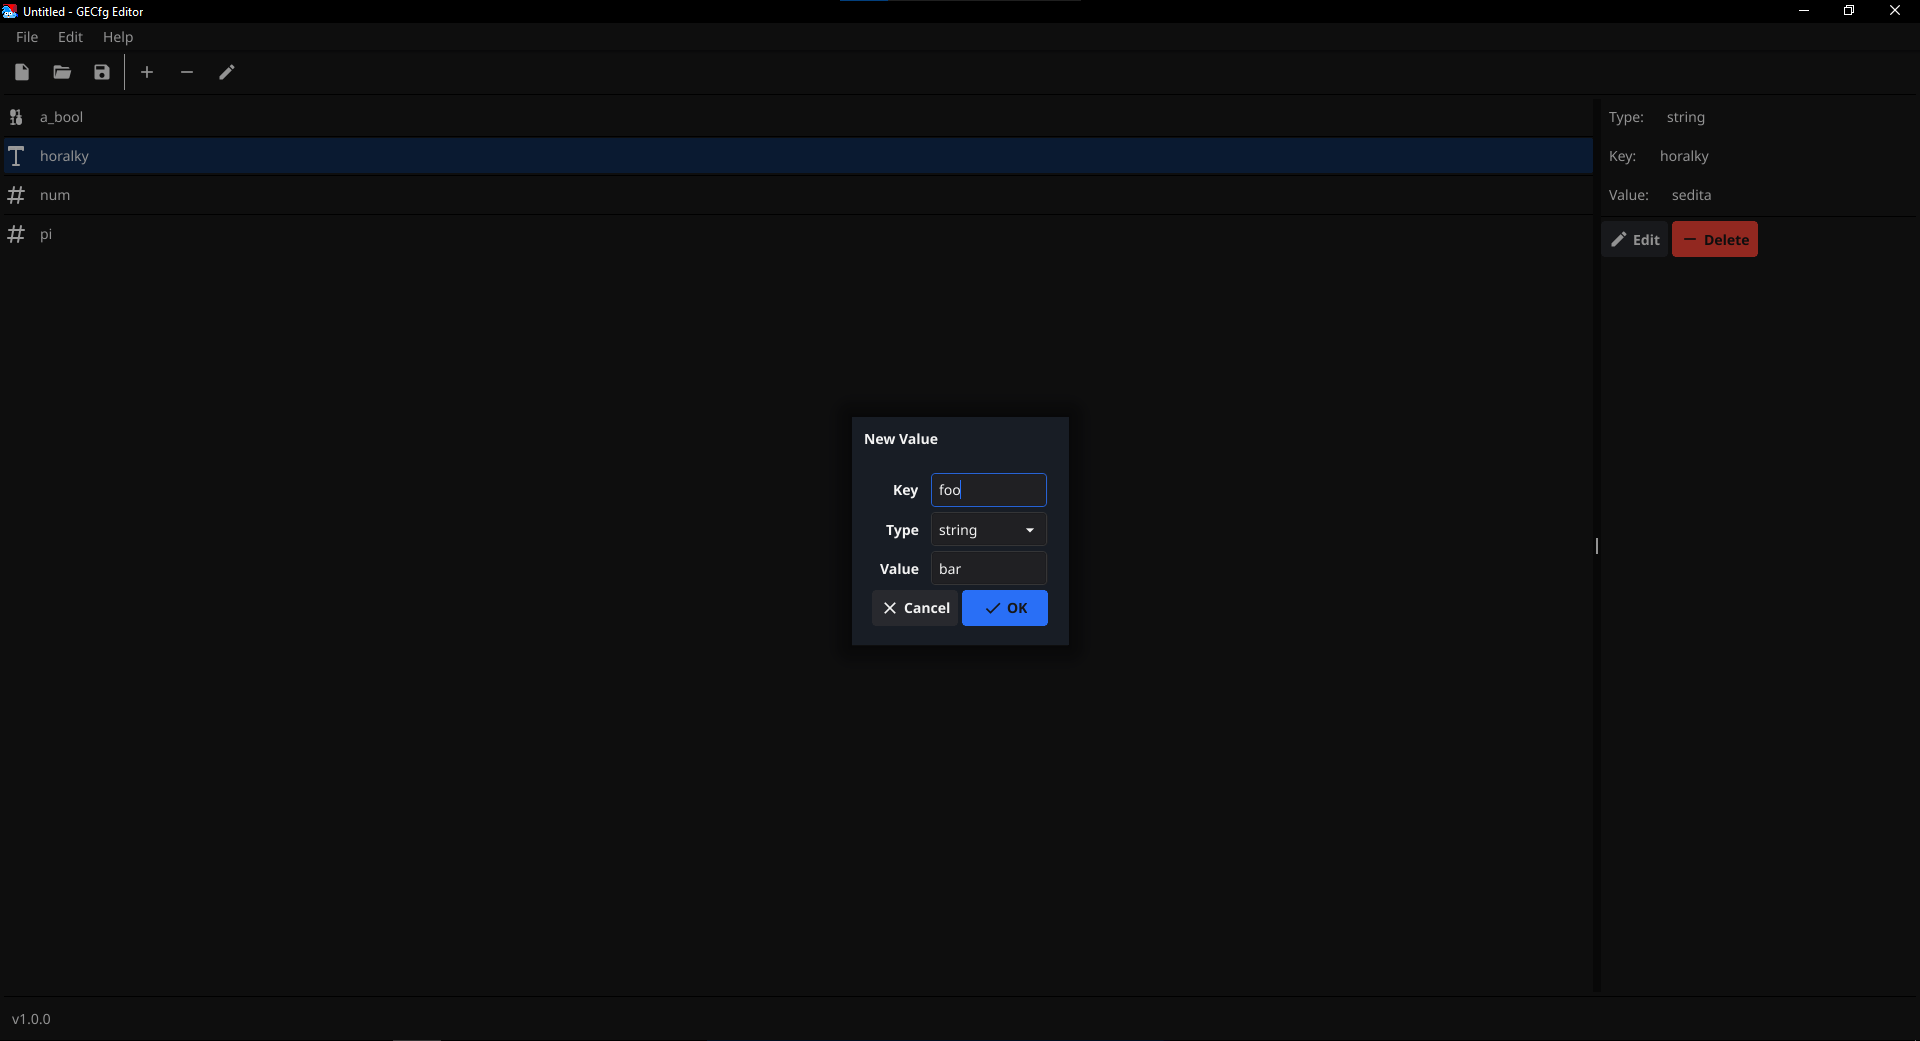 Untitled - GECfg Editor
File Edit Help
a_bool
horalky
num
pi
Type: string
Key: horalky
Value: sedita
Edit Delete
New Value
Key foo
Type string
Value bar
Cancel OK
v1.0.0